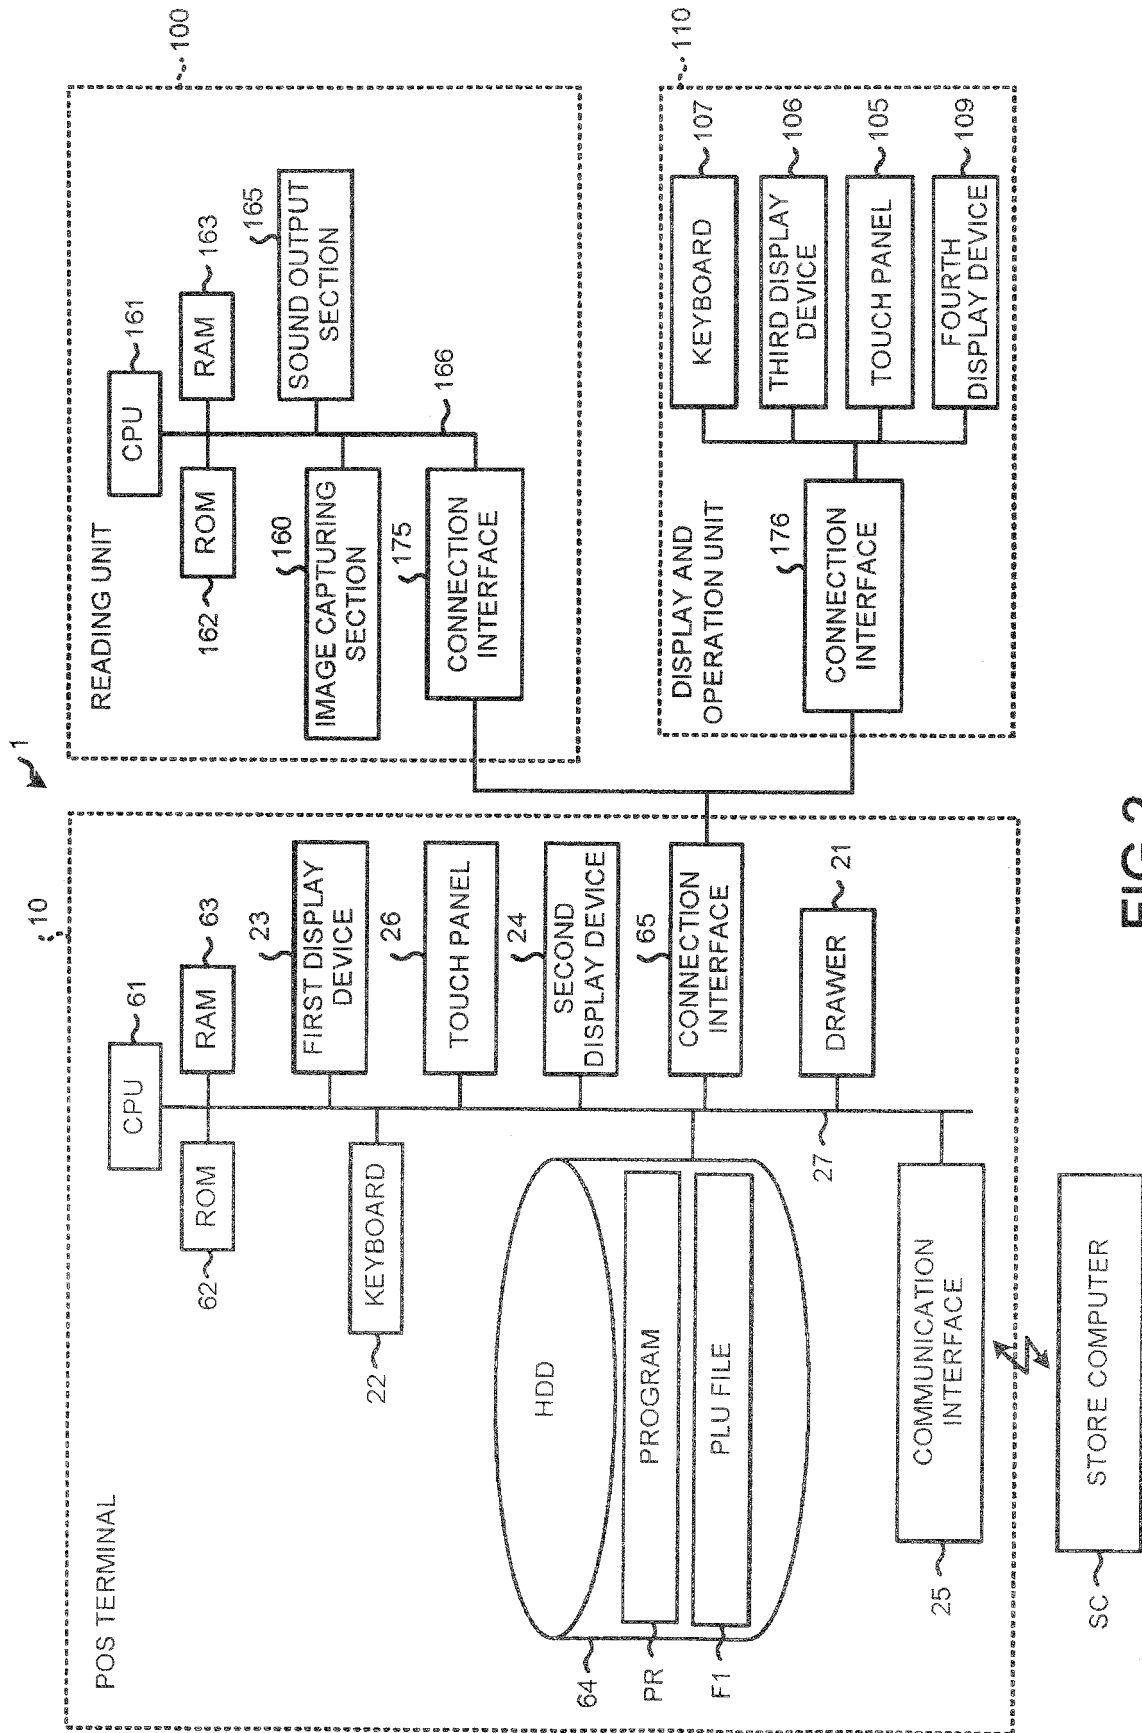 1
POS TERMINAL
10
CPU
61
ROM
62
RAM
63
KEYBOARD
22
FIRST DISPLAY
DEVICE
23
TOUCH PANEL
26
SECOND
DISPLAY DEVICE
24
CONNECTION
INTERFACE
65
DRAWER
21
27
HDD
64
PROGRAM
PR
PLU FILE
F1
COMMUNICATION
INTERFACE
25
STORE COMPUTER
SC
READING UNIT
100
CPU
161
ROM
162
RAM
163
IMAGE CAPTURING
SECTION
160
SOUND OUTPUT
SECTION
165
CONNECTION
INTERFACE
175
166
DISPLAY AND
OPERATION UNIT
110
CONNECTION
INTERFACE
176
KEYBOARD
107
THIRD DISPLAY
DEVICE
106
TOUCH PANEL
105
FOURTH
DISPLAY DEVICE
109
FIG.2